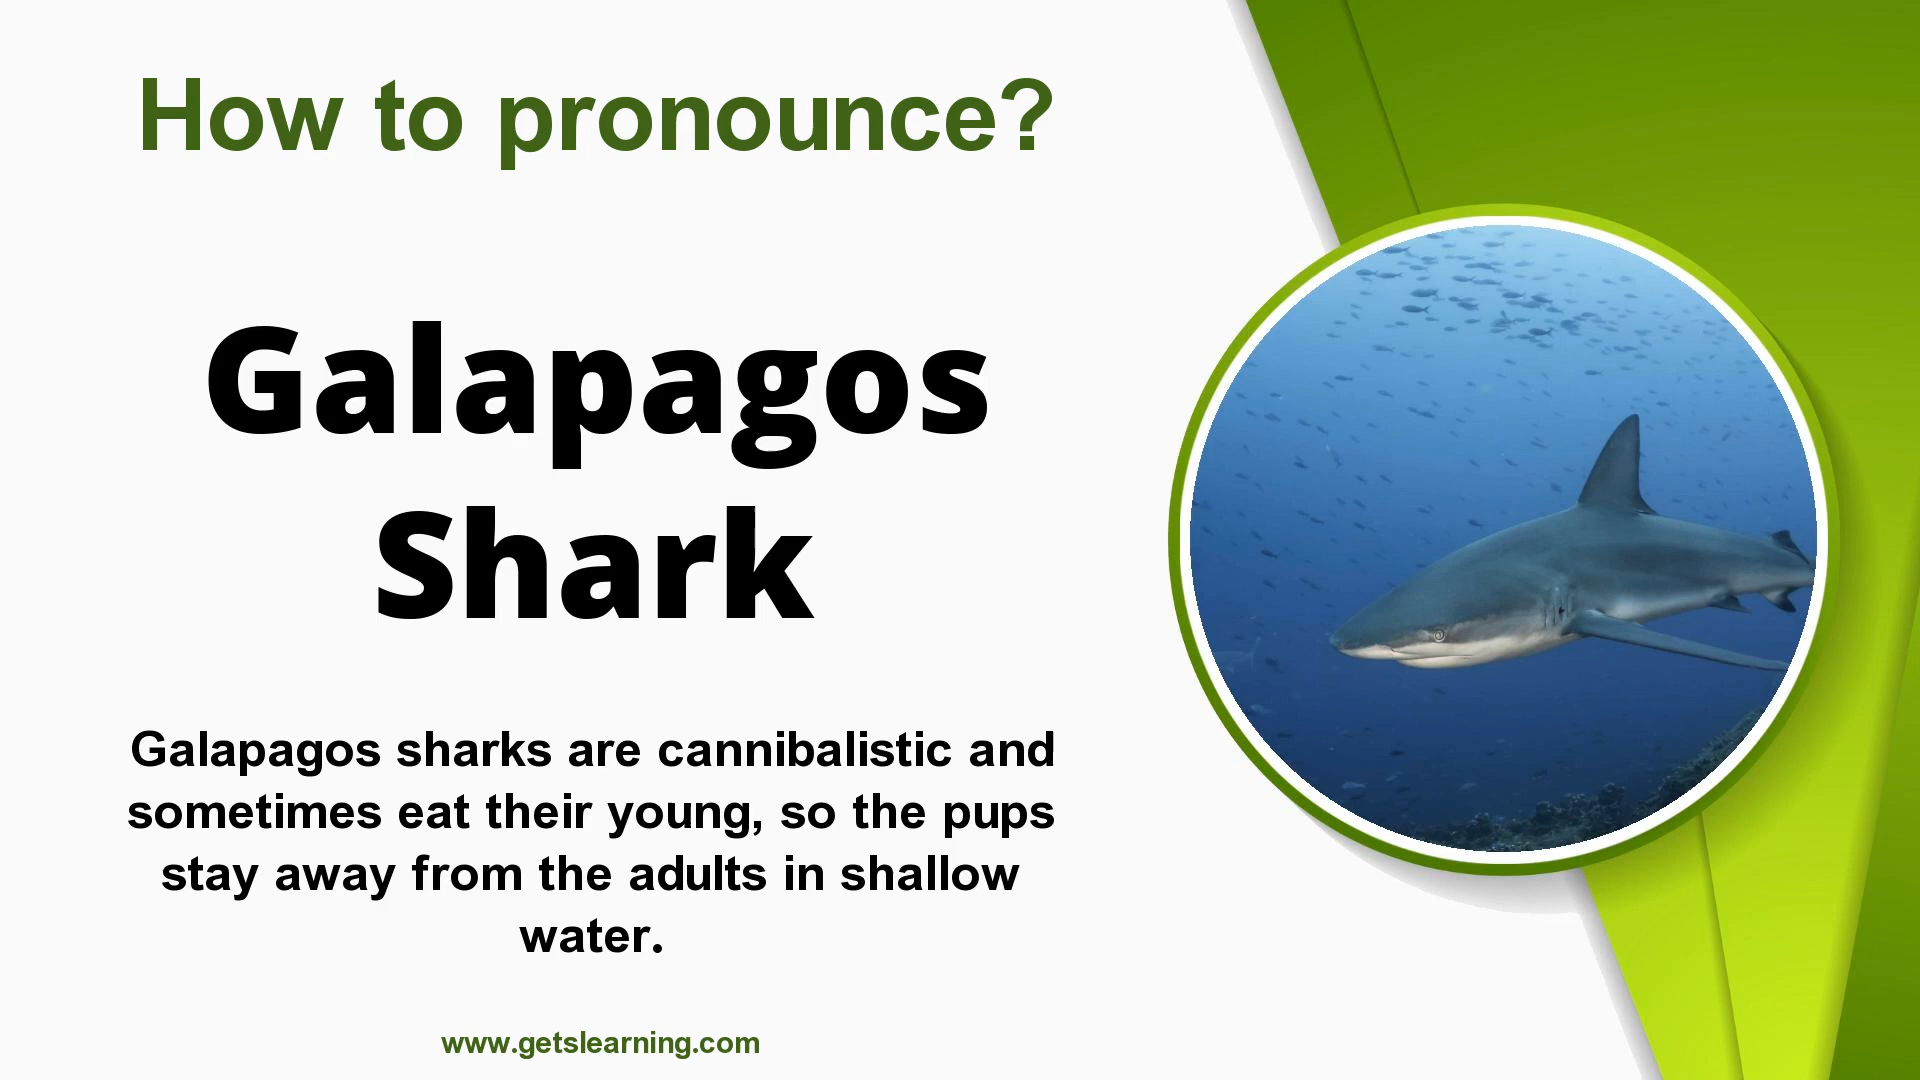 How to pronounce?
Galapagos
Shark
Galapagos sharks are cannibalistic and
sometimes eat their young, so the pups
stay away from the adults in shallow
water.
www.getslearning.com